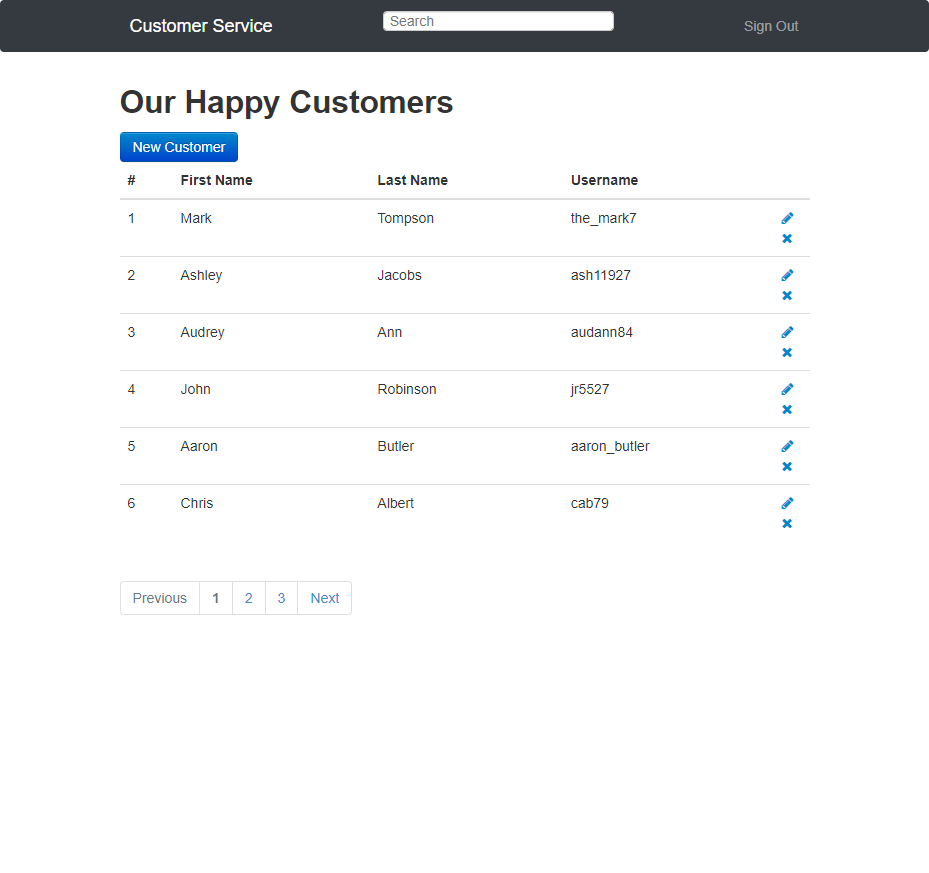 Customer Service Search Sign Out
Our Happy Customers
New Customer
# First Name Last Name Username
1 Mark Tompson the_mark7
2 Ashley Jacobs ash11927
3 Audrey Ann audann84
4 John Robinson jr5527
5 Aaron Butler aaron_butler
6 Chris Albert cab79
Previous 1 2 3 Next